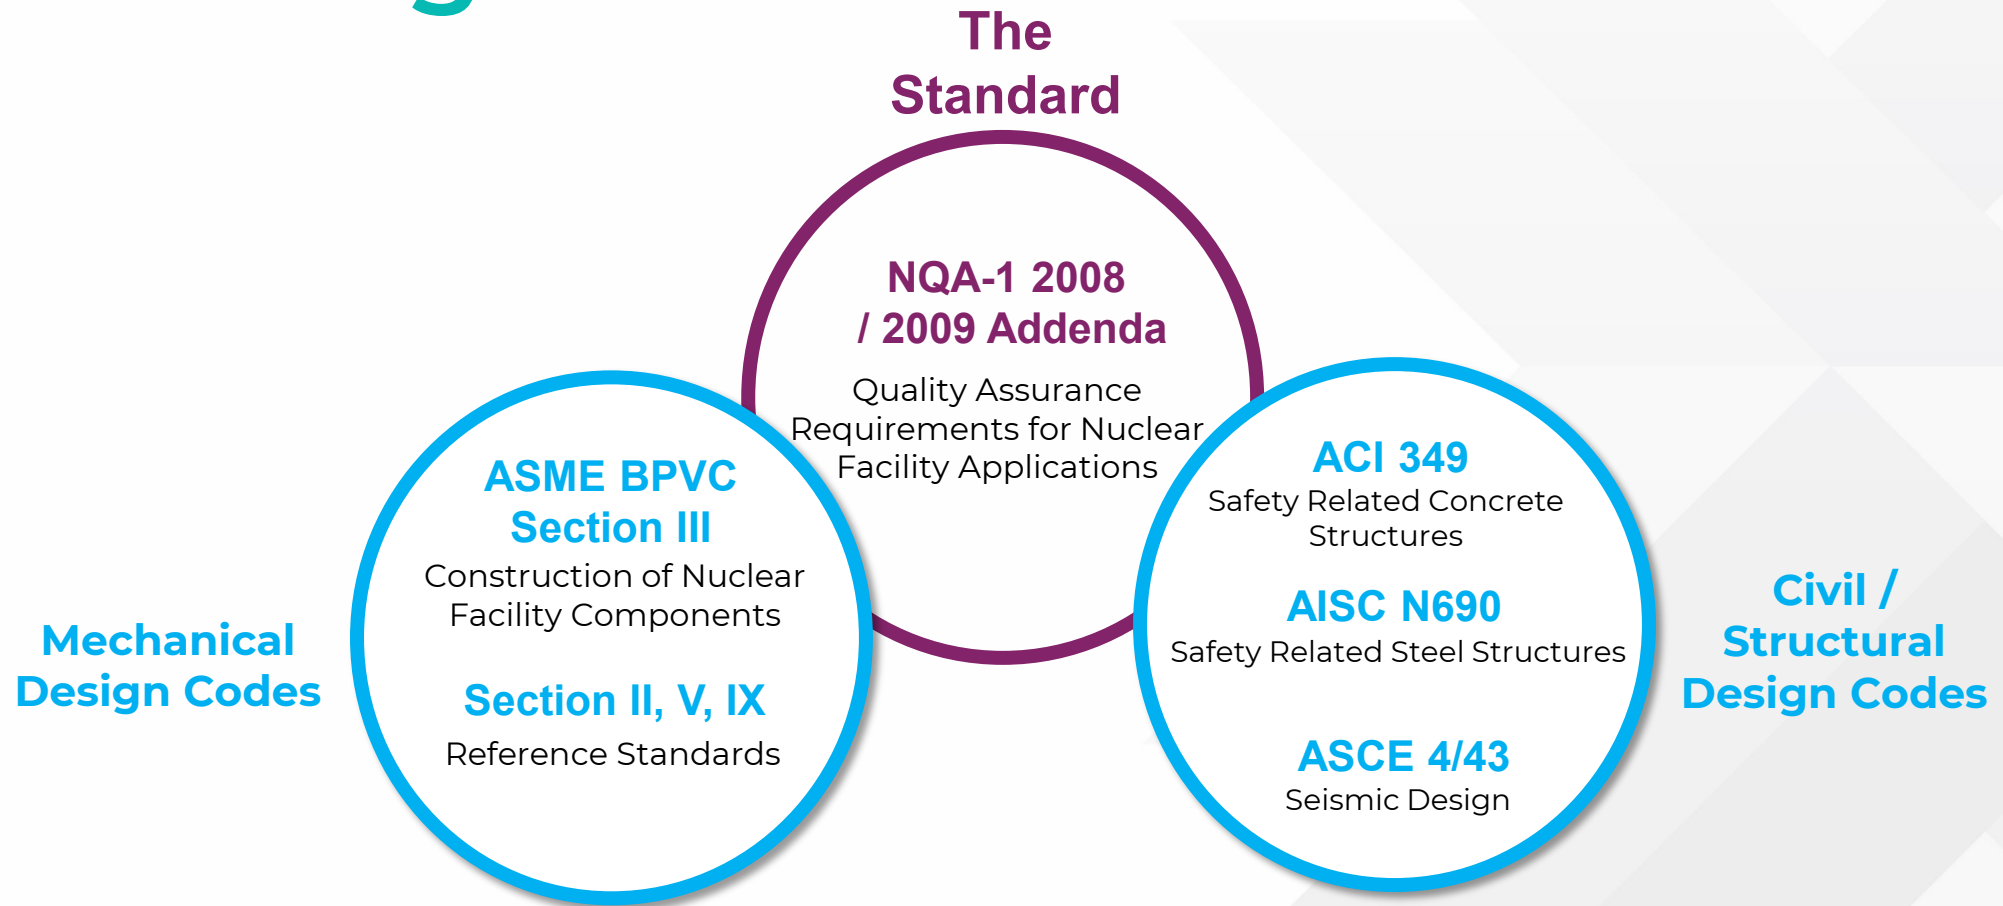 The
Standard
NQA-1 2008
/ 2009 Addenda
Quality Assurance
Requirements for Nuclear
Facility Applications
Mechanical
Design Codes
ASME BPVC
Section III
Construction of Nuclear
Facility Components
Section II, V, IX
Reference Standards
ACI 349
Safety Related Concrete
Structures
AISC N690
Safety Related Steel Structures
ASCE 4/43
Seismic Design
Civil /
Structural
Design Codes